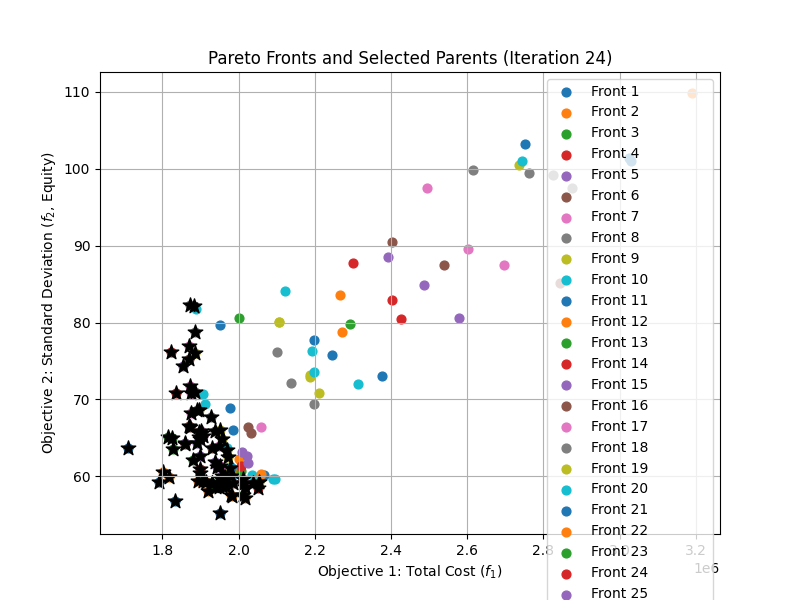 Pareto Fronts and Selected Parents (Iteration 24)
Objective 2: Standard Deviation (f₂, Equity)
110
100
90
80
70
60
1.8
2.0
2.2
2.4
2.6
2.8
3.0
3.2
1e6
Objective 1: Total Cost (f₁)
Front 1
Front 2
Front 3
Front 4
Front 5
Front 6
Front 7
Front 8
Front 9
Front 10
Front 11
Front 12
Front 13
Front 14
Front 15
Front 16
Front 17
Front 18
Front 19
Front 20
Front 21
Front 22
Front 23
Front 24
Front 25